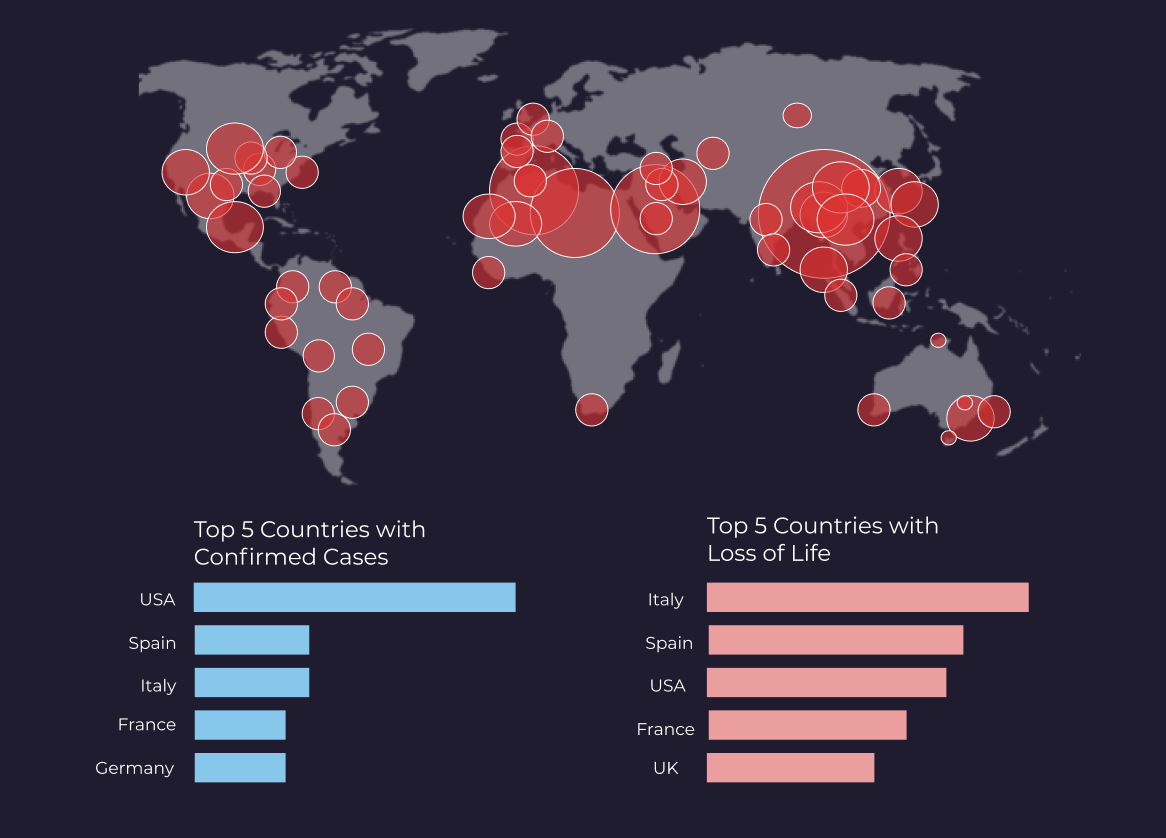 Top 5 Countries with
Confirmed Cases
USA
Spain
Italy
France
Germany
Top 5 Countries with
Loss of Life
Italy
Spain
USA
France
UK